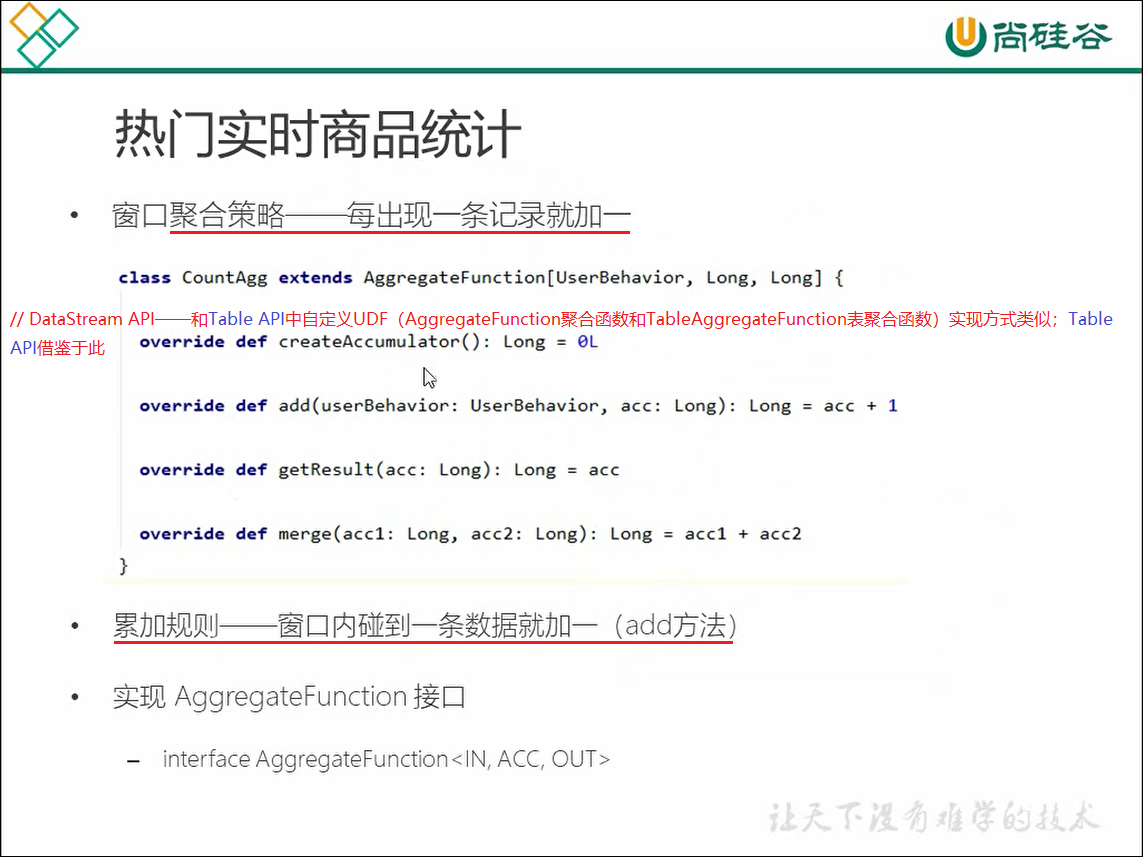 尚硅谷
热门实时商品统计
• 窗口聚合策略——每出现一条记录就加一
class CountAgg extends AggregateFunction[UserBehavior, Long, Long] {
// DataStream API——和Table API中自定义UDF（AggregateFunction聚合函数和TableAggregateFunction表聚合函数）实现方式类似；Table
API借鉴于此
override def createAccumulator(): Long = 0L
override def add(userBehavior: UserBehavior, acc: Long): Long = acc + 1
override def getResult(acc: Long): Long = acc
override def merge(acc1: Long, acc2: Long): Long = acc1 + acc2
}
• 累加规则——窗口内碰到一条数据就加一（add方法）
• 实现 AggregateFunction 接口
– interface AggregateFunction<IN, ACC, OUT>
让天下没有难学的技术